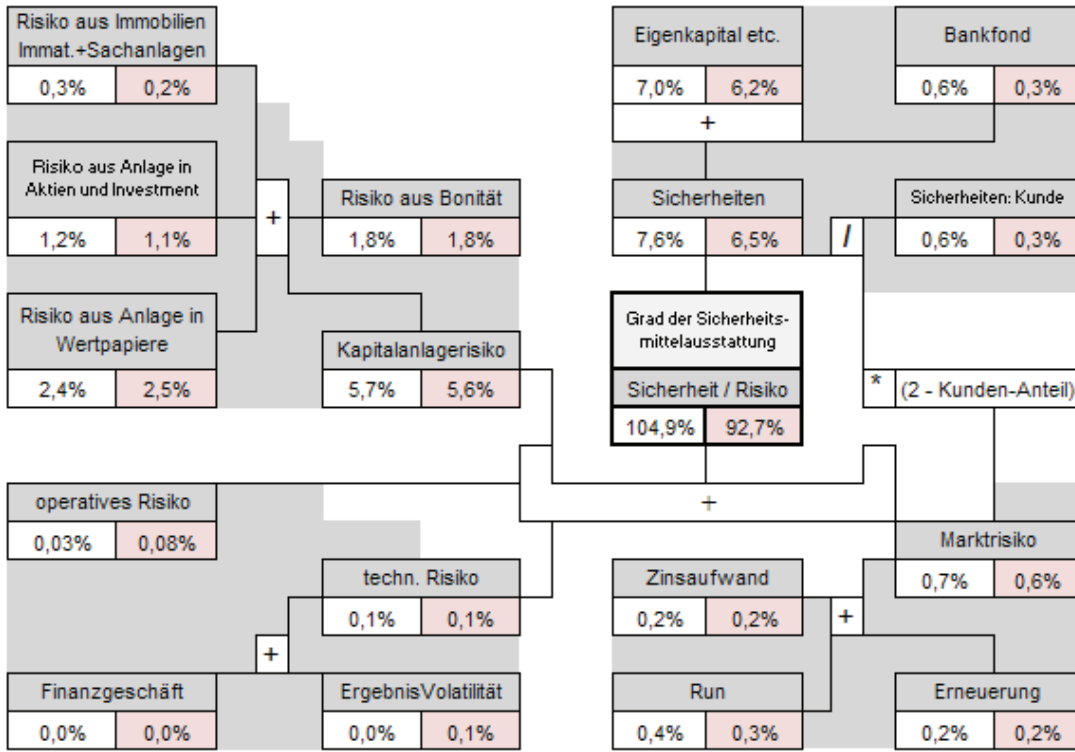 Risiko aus Immobilien
Immat.+Sachanlagen
0,3% 0,2%
Eigenkapital etc.
7,0% 6,2%
Bankfond
0,6% 0,3%
+
Risiko aus Anlage in
Aktien und Investment
1,2% 1,1%
+
Risiko aus Bonität
1,8% 1,8%
Sicherheiten
7,6% 6,5%
/
Sicherheiten: Kunde
0,6% 0,3%
Risiko aus Anlage in
Wertpapiere
2,4% 2,5%
Kapitalanlagerisiko
5,7% 5,6%
Grad der Sicherheits-
mittelausstattung
Sicherheit / Risiko
104,9% 92,7%
*
(2 - Kunden-Anteil)
operatives Risiko
0,03% 0,08%
+
Marktrisiko
0,7% 0,6%
techn. Risiko
0,1% 0,1%
Zinsaufwand
0,2% 0,2%
+
+
Finanzgeschäft
0,0% 0,0%
ErgebnisVolatilität
0,0% 0,1%
Run
0,4% 0,3%
Erneuerung
0,2% 0,2%